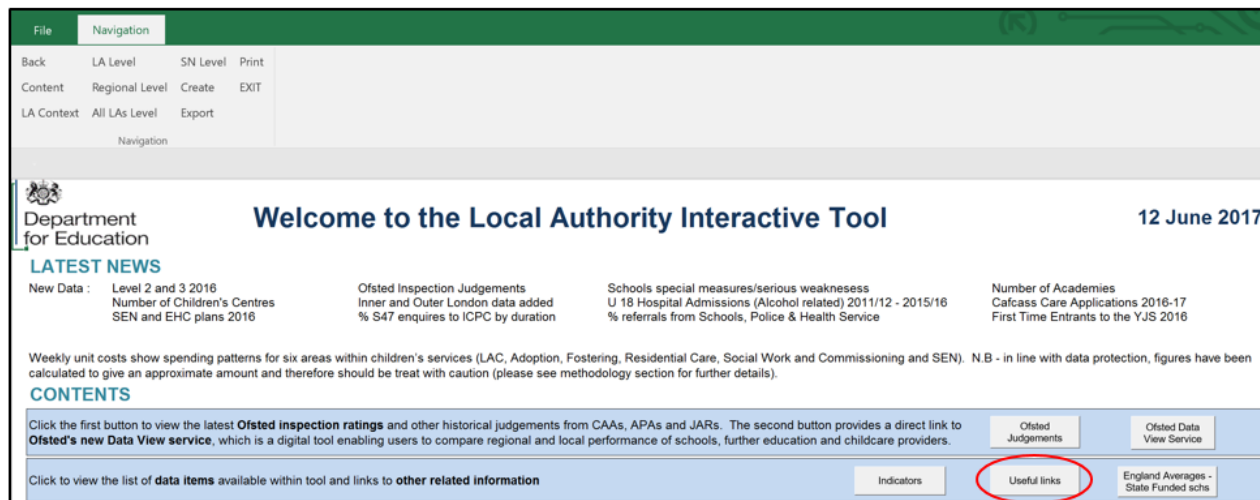 File Navigation
Back LA Level SN Level Print
Content Regional Level Create EXIT
LA Context All LAs Level Export
Navigation
Department
for Education
Welcome to the Local Authority Interactive Tool
12 June 2017
LATEST NEWS
New Data : Level 2 and 3 2016 Ofsted Inspection Judgements Schools special measures/serious weaknesess Number of Academies
Number of Children's Centres Inner and Outer London data added U 18 Hospital Admissions (Alcohol related) 2011/12 - 2015/16 Cafcass Care Applications 2016-17
SEN and EHC plans 2016 % S47 enquires to ICPC by duration % referrals from Schools, Police & Health Service First Time Entrants to the YJS 2016
Weekly unit costs show spending patterns for six areas within children's services (LAC, Adoption, Fostering, Residential Care, Social Work and Commissioning and SEN). N.B - in line with data protection, figures have been
calculated to give an approximate amount and therefore should be treat with caution (please see methodology section for further details).
CONTENTS
Click the first button to view the latest Ofsted inspection ratings and other historical judgements from CAAs, APAs and JARs. The second button provides a direct link to
Ofsted's new Data View service, which is a digital tool enabling users to compare regional and local performance of schools, further education and childcare providers.
Ofsted
Judgements
Ofsted Data
View Service
Click to view the list of data items available within tool and links to other related information
Indicators
Useful links
England Averages -
State Funded schs